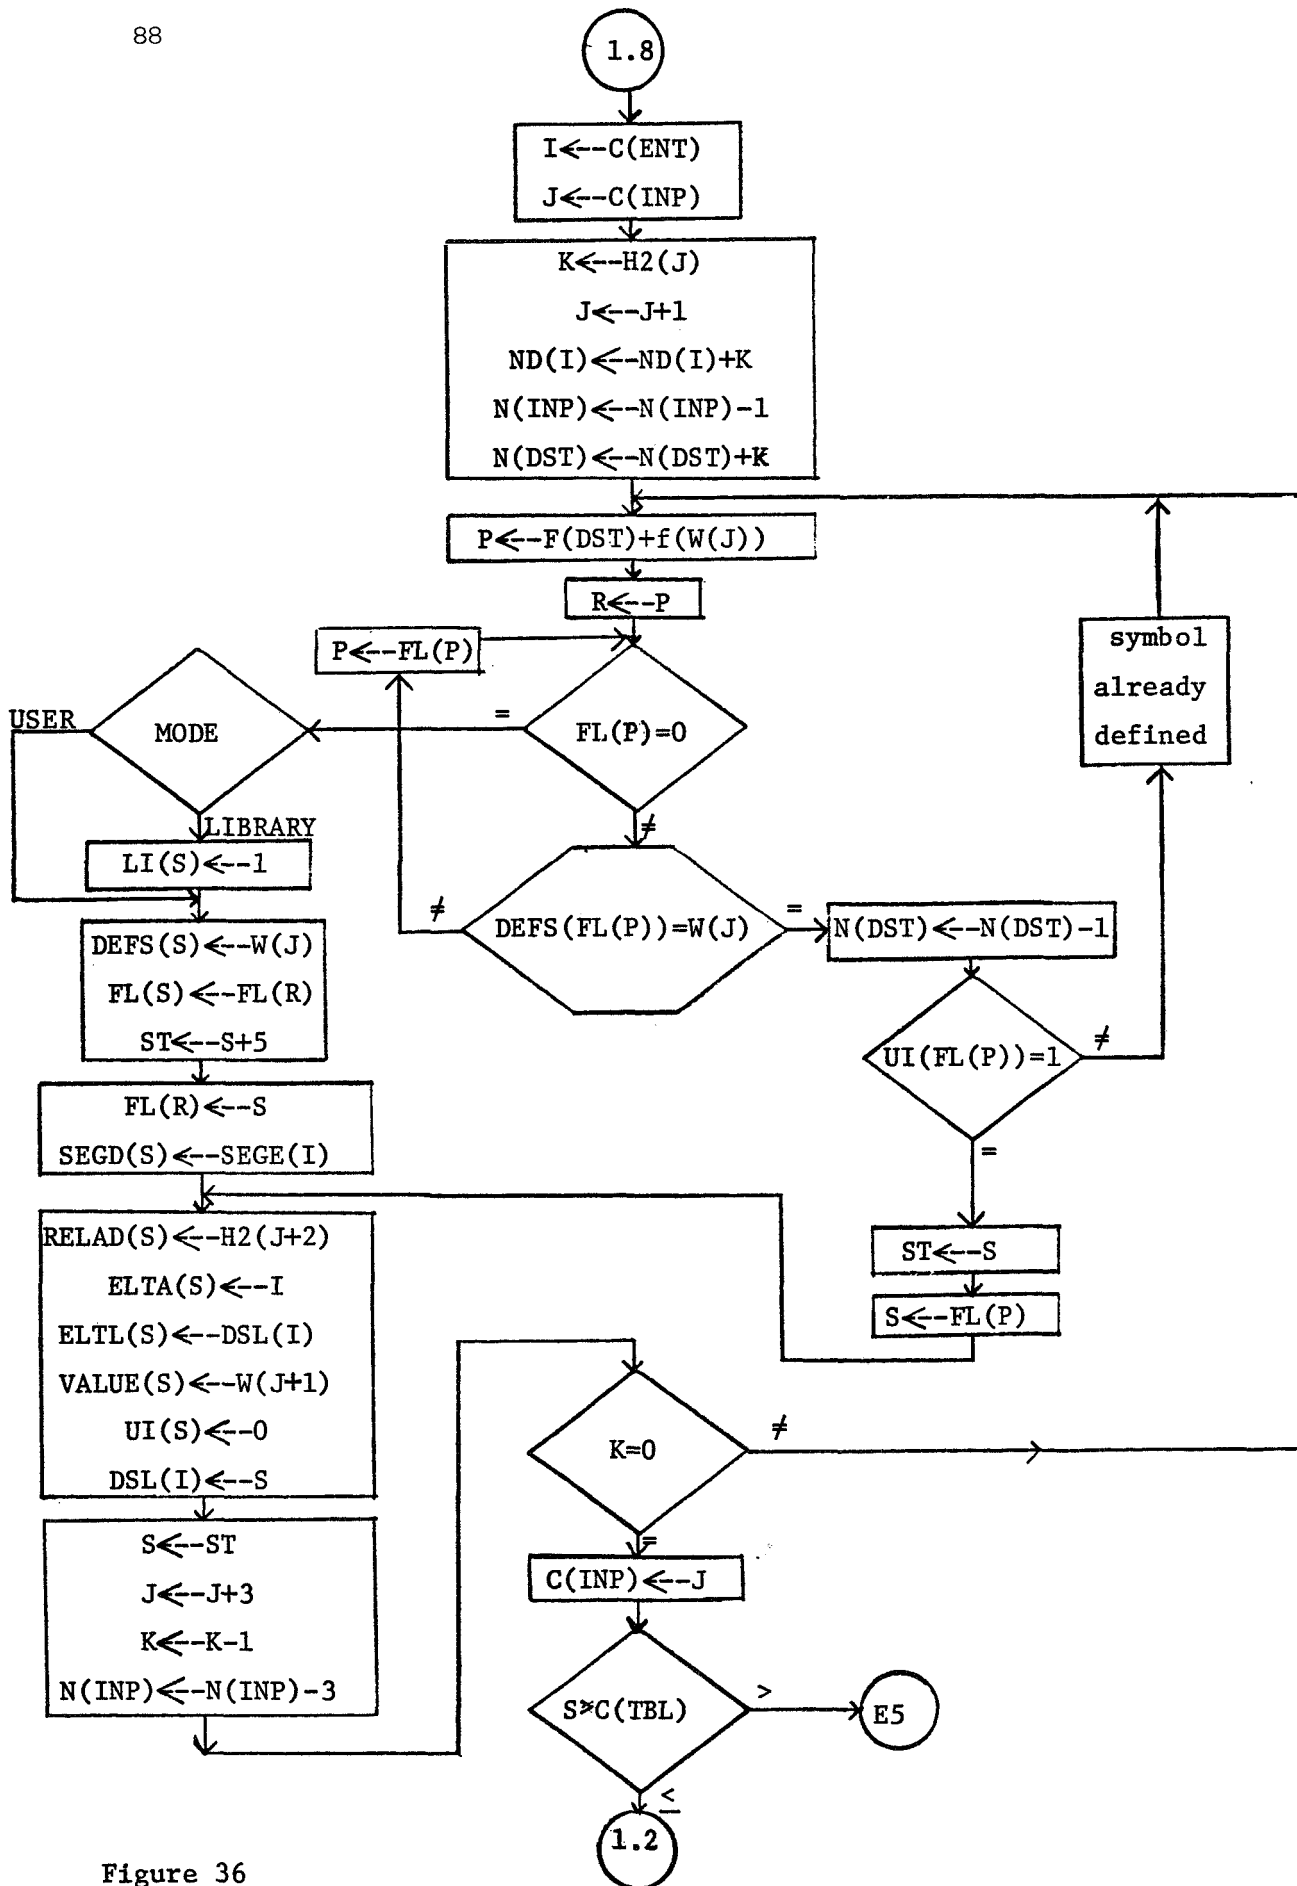 88
1.8
I<--C(ENT)
J<--C(INP)
K<--H2(J)
J<--J+1
ND(I)<--ND(I)+K
N(INP)<--N(INP)-1
N(DST)<--N(DST)+K
P<--F(DST)+f(W(J))
R<--P
P<--FL(P)
symbol
already
defined
USER
MODE
=
FL(P)=0
≠
LIBRARY
LI(S)<--1
≠
DEFS(FL(P))=W(J)
=
N(DST)<--N(DST)-1
DEFS(S)<--W(J)
FL(S)<--FL(R)
ST<--S+5
UI(FL(P))=1
≠
=
FL(R)<--S
SEGD(S)<--SEGE(I)
RELAD(S)<--H2(J+2)
ELTA(S)<--I
ELTL(S)<--DSL(I)
VALUE(S)<--W(J+1)
UI(S)<--0
DSL(I)<--S
ST<--S
S<--FL(P)
K=0
≠
=
S<--ST
J<--J+3
K<--K-1
N(INP)<--N(INP)-3
C(INP)<--J
S>C(TBL)
>
E5
≤
1.2
Figure 36